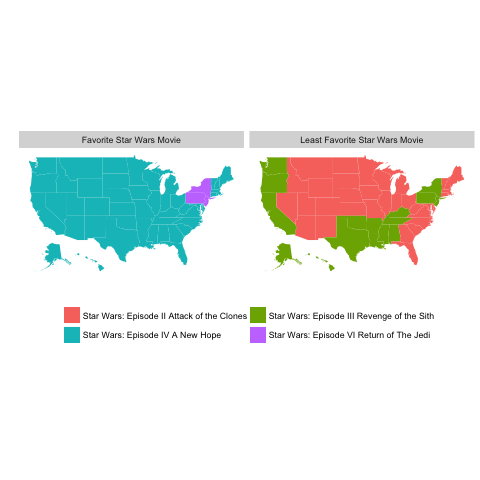 Favorite Star Wars Movie
Least Favorite Star Wars Movie
Star Wars: Episode II Attack of the Clones
Star Wars: Episode III Revenge of the Sith
Star Wars: Episode IV A New Hope
Star Wars: Episode VI Return of The Jedi